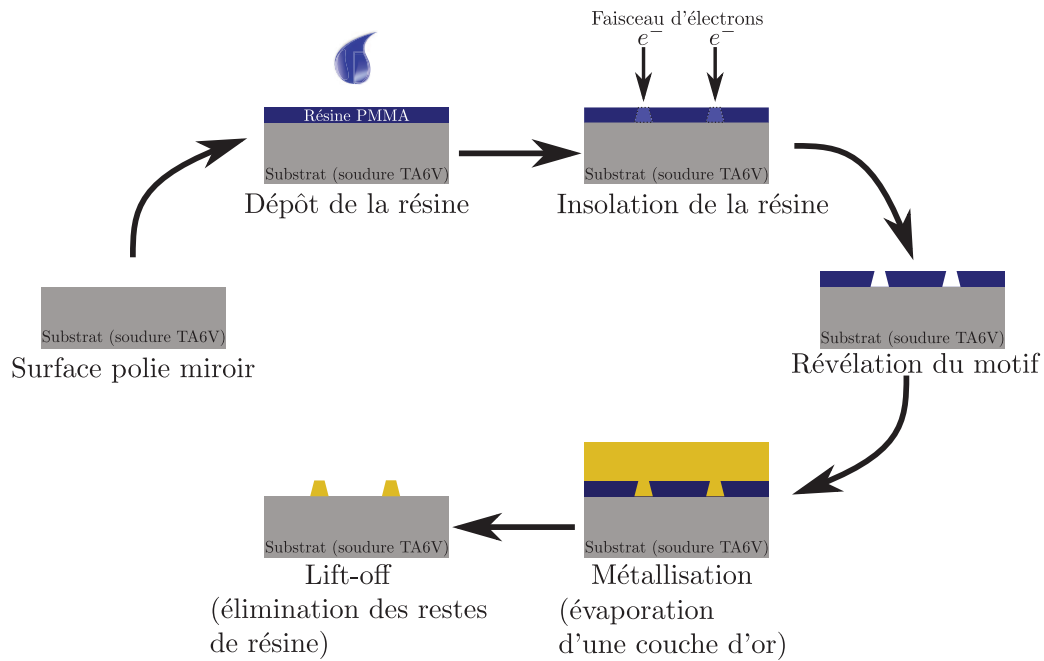 Faisceau d'électrons
e⁻ e⁻
Résine PMMA
Substrat (soudure TA6V)
Dépôt de la résine
Substrat (soudure TA6V)
Insolation de la résine
Substrat (soudure TA6V)
Surface polie miroir
Substrat (soudure TA6V)
Révélation du motif
Substrat (soudure TA6V)
Lift-off
(élimination des restes
de résine)
Substrat (soudure TA6V)
Métallisation
(évaporation
d'une couche d'or)